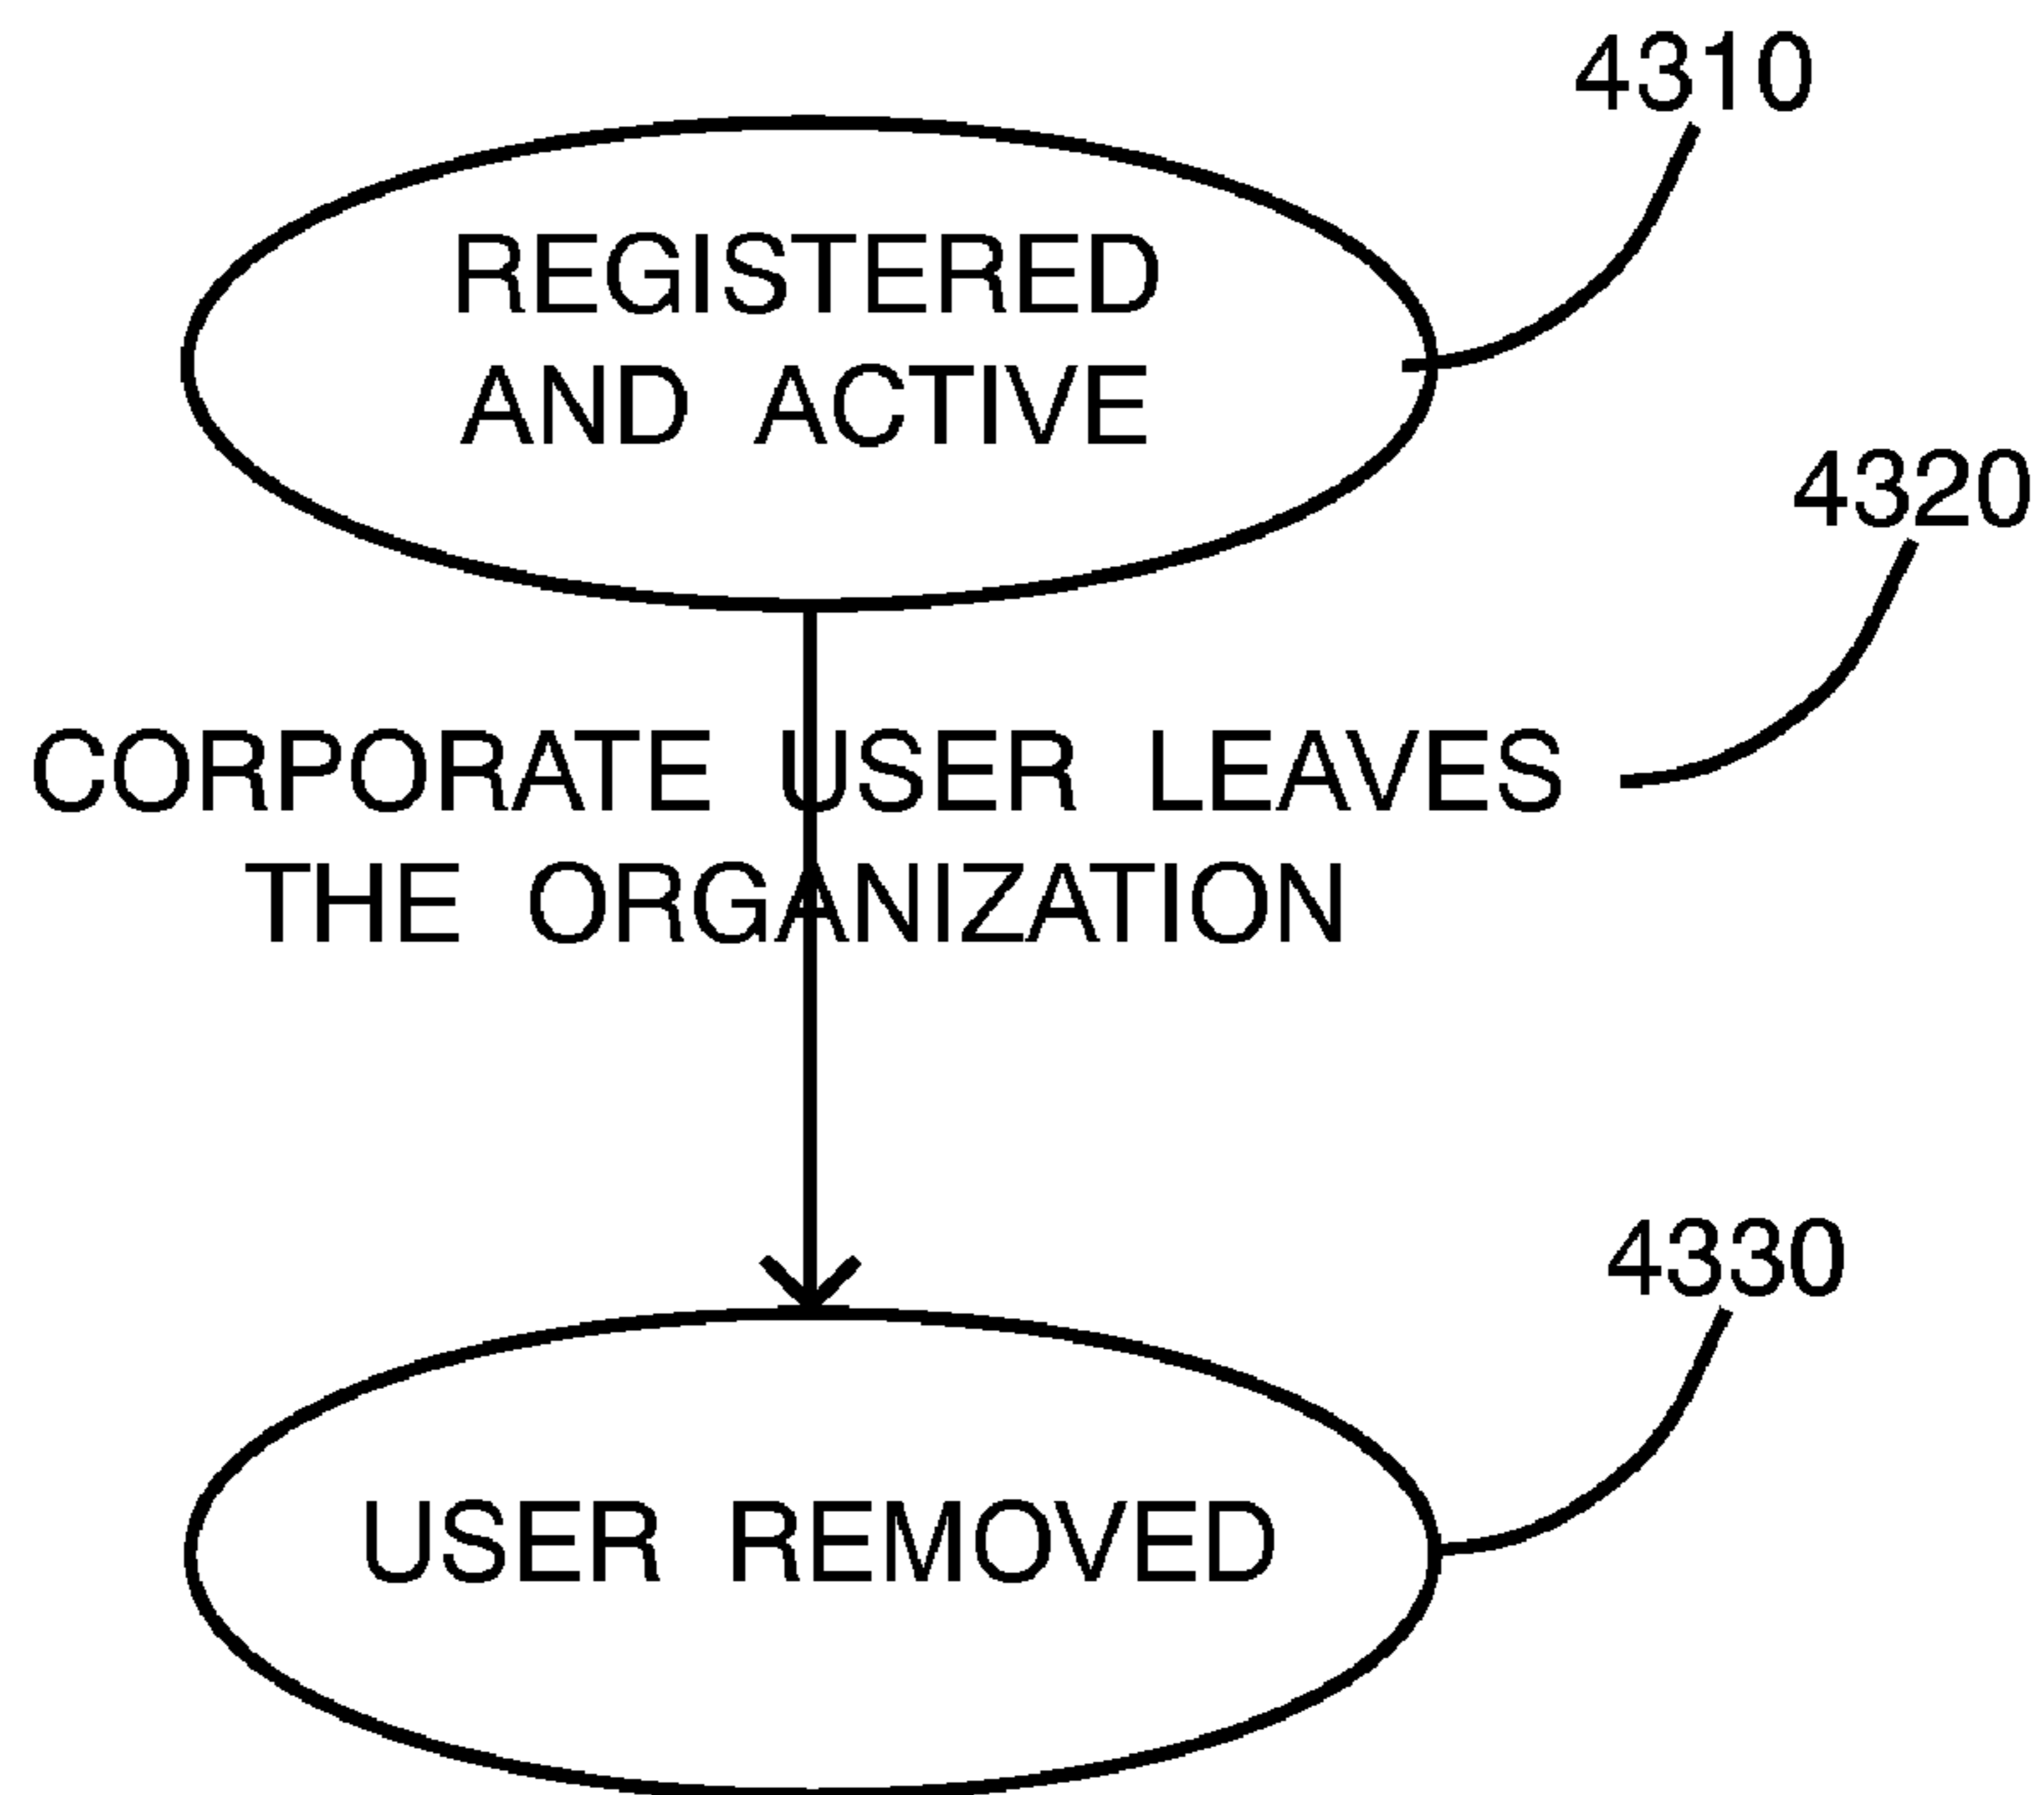 4310
REGISTERED
AND ACTIVE
4320
CORPORATE USER LEAVES
THE ORGANIZATION
4330
USER REMOVED